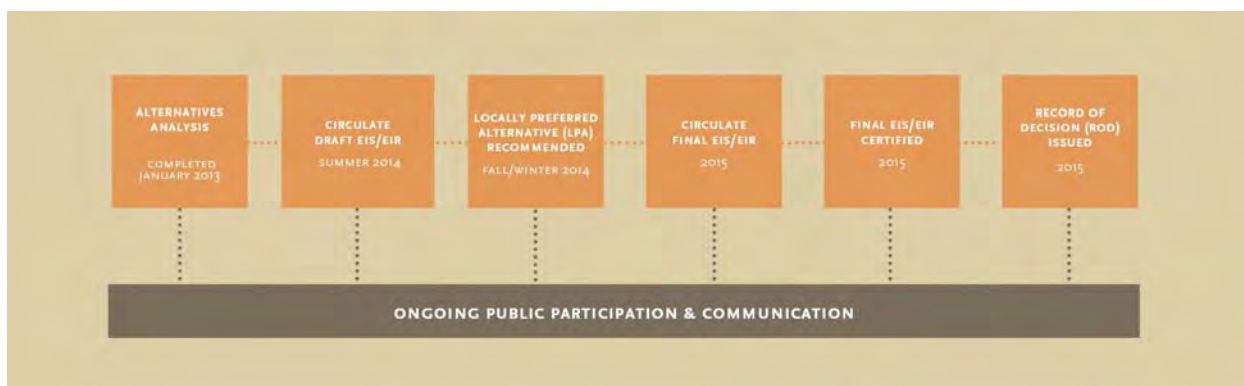 ALTERNATIVES
ANALYSIS
COMPLETED
JANUARY 2013
CIRCULATE
DRAFT EIS/EIR
SUMMER 2014
LOCALLY PREFERRED
ALTERNATIVE (LPA)
RECOMMENDED
FALL/WINTER 2014
CIRCULATE
FINAL EIS/EIR
2015
FINAL EIS/EIR
CERTIFIED
2015
RECORD OF
DECISION (ROD)
ISSUED
2015
ONGOING PUBLIC PARTICIPATION & COMMUNICATION